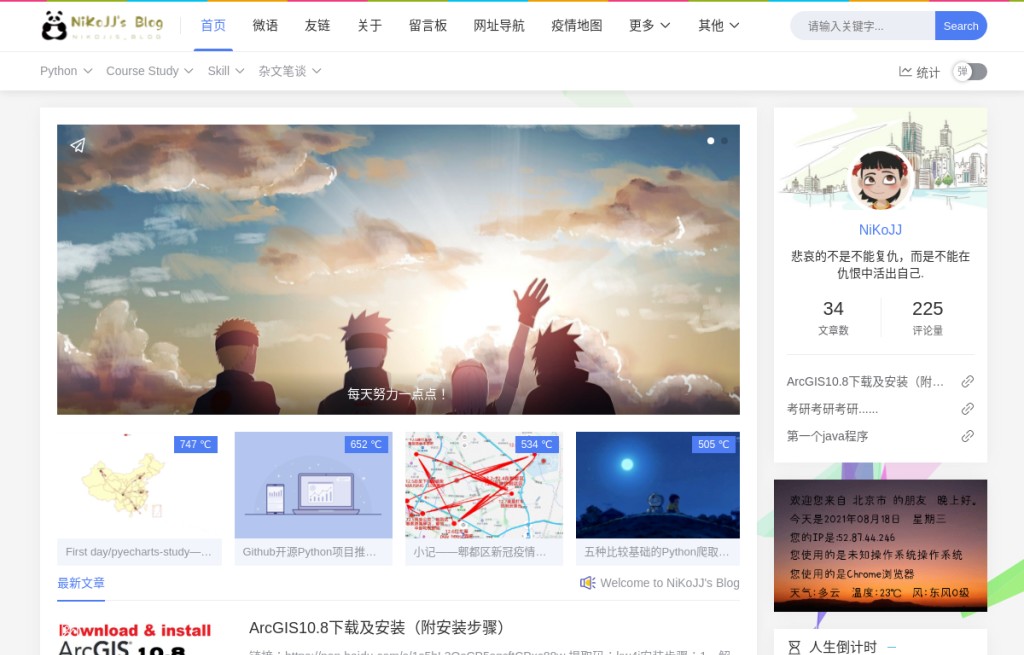 NiKoJJ's Blog
NIKOJJS_BLOG
首页 微语 友链 关于 留言板 网址导航 疫情地图 更多 其他
请输入关键字... Search
Python Course Study Skill 杂文笔谈
统计 弹
每天努力一点点！
NiKoJJ
悲哀的不是不能复仇，而是不能在
仇恨中活出自己.
34 225
文章数 评论量
ArcGIS10.8下载及安装（附...
考研考研考研......
第一个java程序
747 ℃ 652 ℃ 534 ℃ 505 ℃
First day/pyecharts-study—... Github开源Python项目推... 小记——郫都区新冠疫情... 五种比较基础的Python爬取...
最新文章 Welcome to NiKoJJ's Blog
欢迎您来自 北京市 的朋友 晚上好。
今天是2021年08月18日 星期三
您的IP是:52.87.44.246
您使用的是未知操作系统操作系统
您使用的是Chrome浏览器
天气:多云 温度:23℃ 风:东风0级
人生倒计时
Download & install
ArcGIS 10.8
ArcGIS10.8下载及安装（附安装步骤）